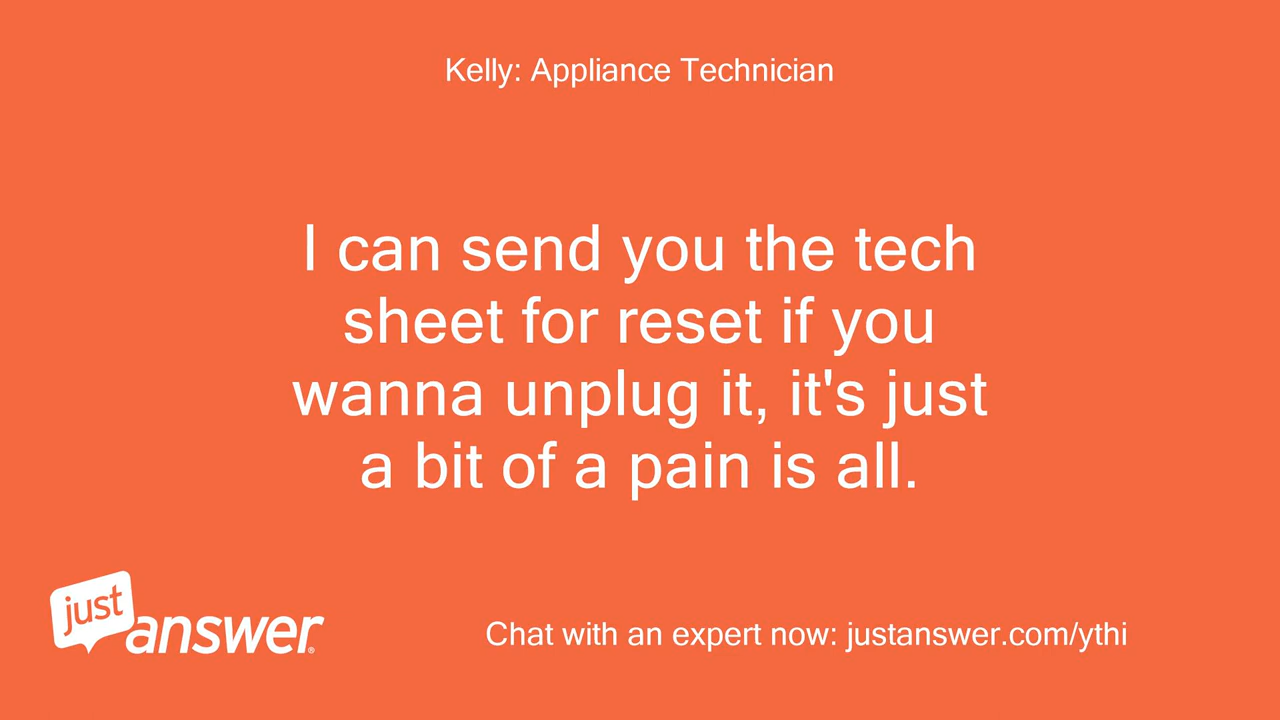 Kelly: Appliance Technician
I can send you the tech
sheet for reset if you
wanna unplug it, it's just
a bit of a pain is all.
just
answer®
Chat with an expert now: justanswer.com/ythi